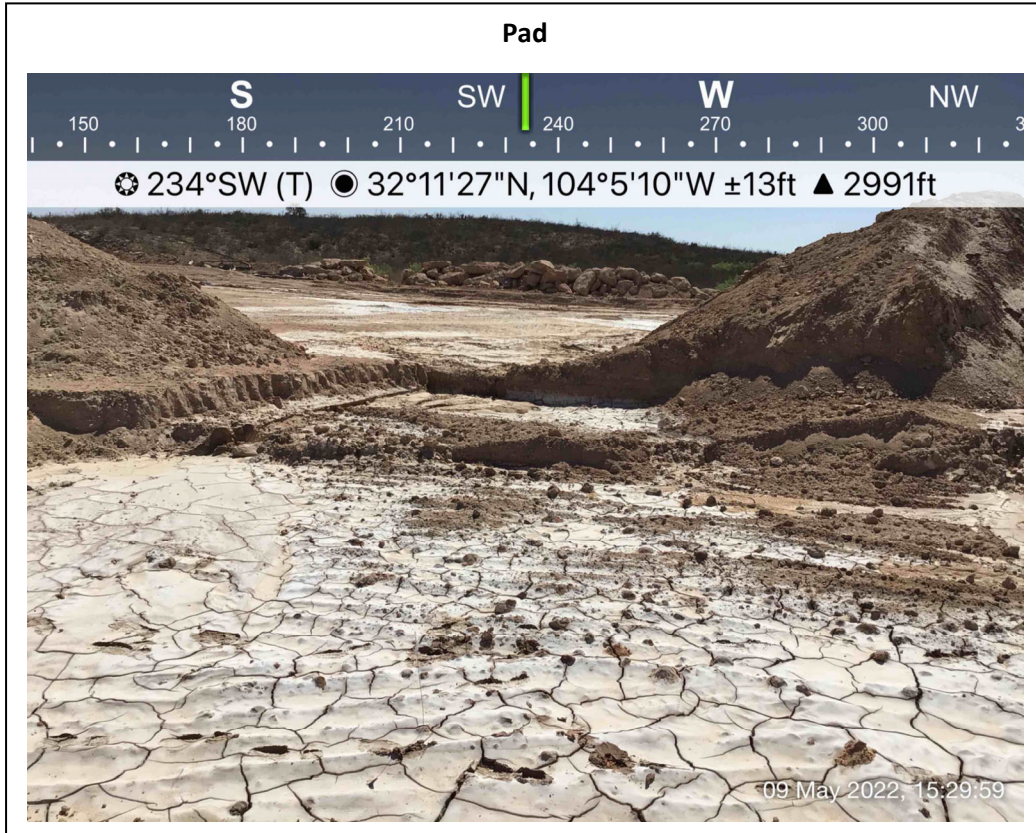 Pad
S SW W NW
150 180 210 240 270 300 3
234°SW (T) 32°11'27"N, 104°5'10"W ±13ft ▲ 2991ft
09 May 2022, 15:29:59